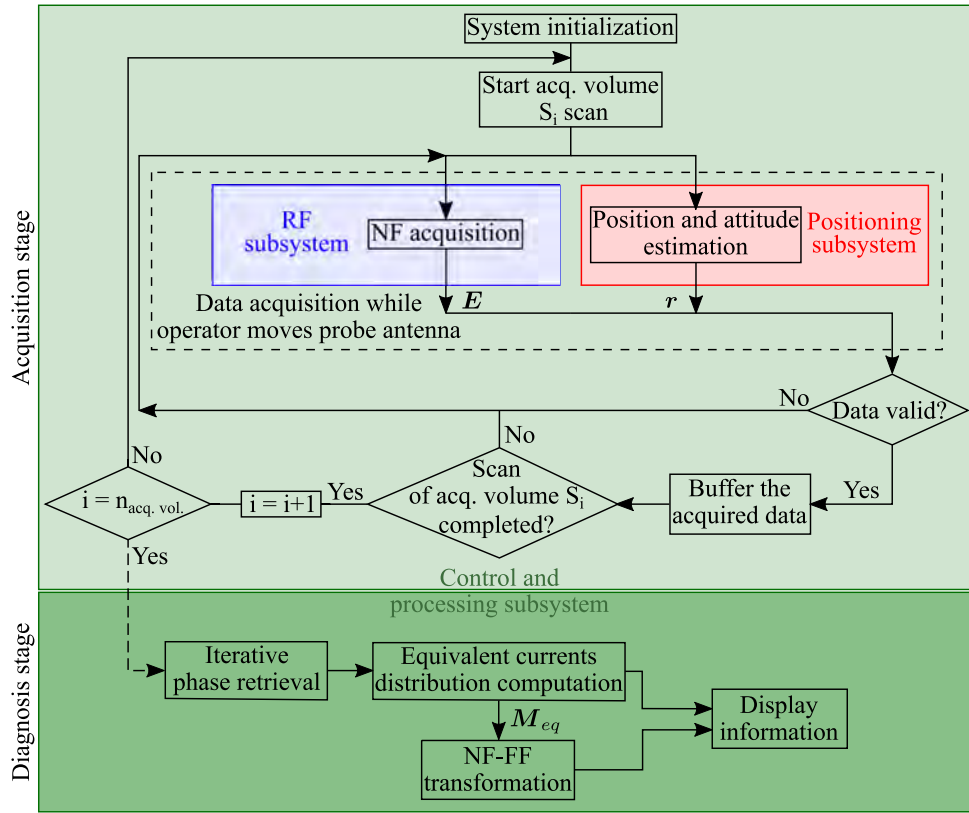 System initialization
Start acq. volume
Si scan
RF
subsystem
NF acquisition
Position and attitude
estimation
Positioning
subsystem
Data acquisition while
operator moves probe antenna
E
r
Acquisition stage
No
Data valid?
No
No
Scan
of acq. volume Si
completed?
Yes
Buffer the
acquired data
Yes
i = i+1
i = nacq. vol.
Yes
Control and
processing subsystem
Diagnosis stage
Iterative
phase retrieval
Equivalent currents
distribution computation
Meq
NF-FF
transformation
Display
information